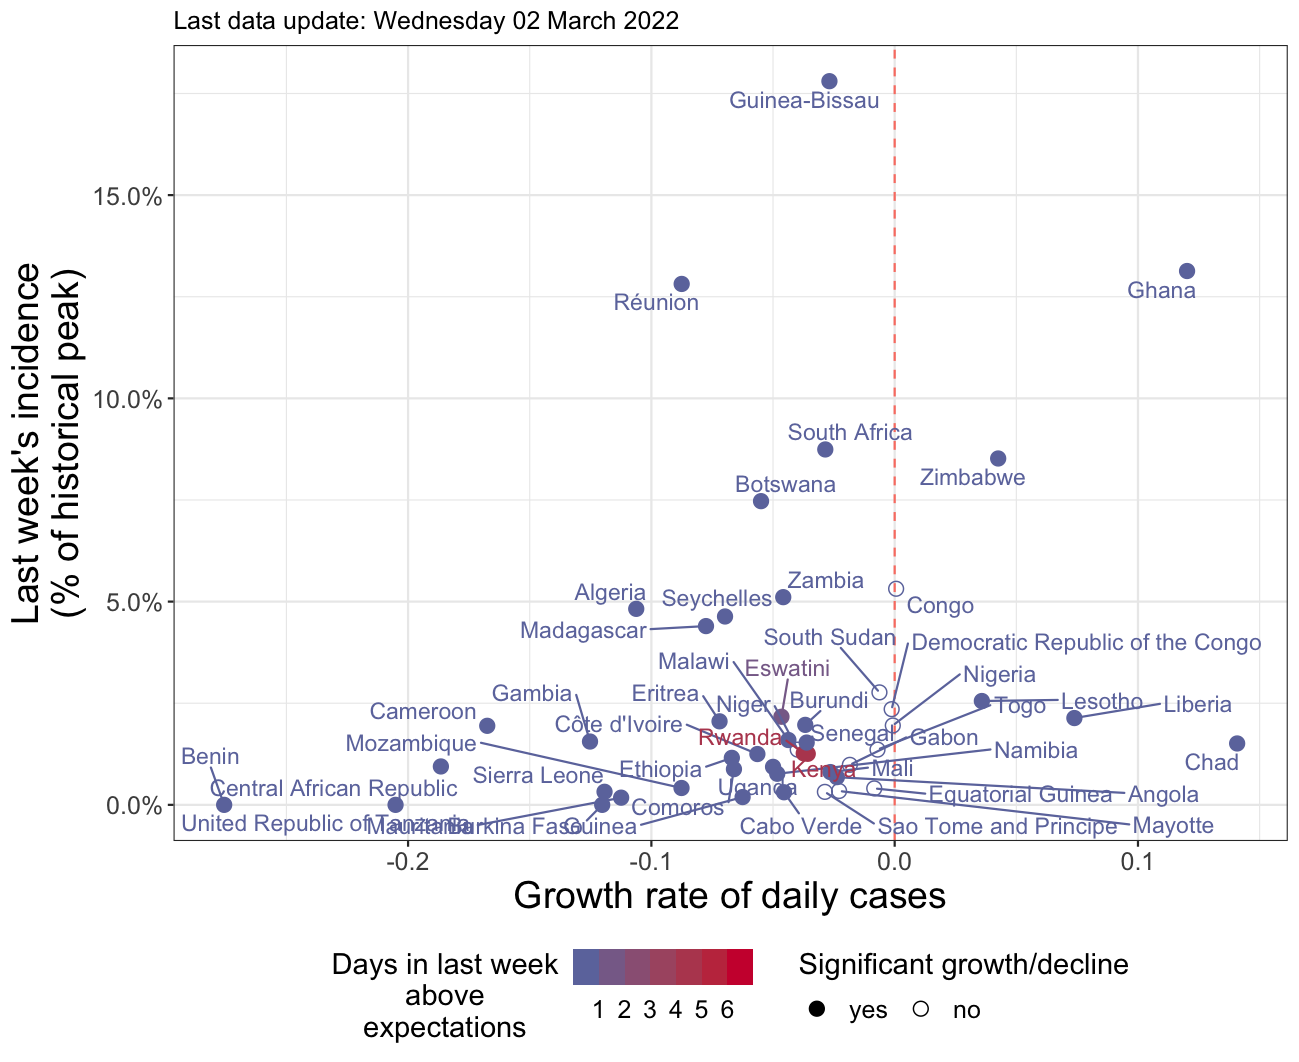 Last data update: Wednesday 02 March 2022
Last week's incidence
(% of historical peak)
15.0%
10.0%
5.0%
0.0%
Guinea-Bissau
Réunion
Ghana
South Africa
Zimbabwe
Botswana
Zambia
Algeria
Seychelles
Congo
Madagascar
South Sudan
Democratic Republic of the Congo
Malawi
Eswatini
Nigeria
Gambia
Eritrea
Niger
Burundi
Togo
Lesotho
Liberia
Cameroon
Côte d'Ivoire
Rwanda
Senegal
Gabon
Mozambique
Namibia
Benin
Chad
Sierra Leone
Ethiopia
Kenya
Mali
Central African Republic
Uganda
Equatorial Guinea
Angola
Comoros
United Republic of Tanzania
Mauritania
Burkina Faso
Guinea
Cabo Verde
Sao Tome and Principe
Mayotte
-0.2
-0.1
0.0
0.1
Growth rate of daily cases
Days in last week
above
expectations
1 2 3 4 5 6
Significant growth/decline
yes
no